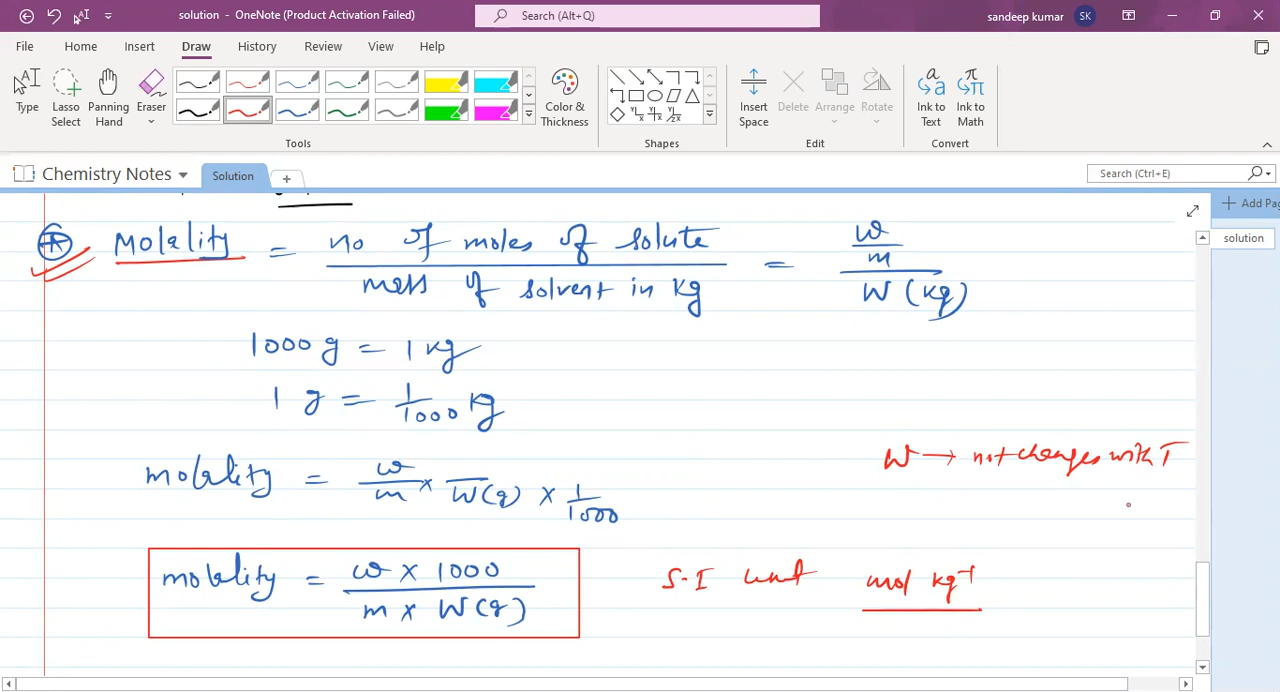 solution - OneNote (Product Activation Failed)
Search (Alt+Q)
sandeep kumar SK
File Home Insert Draw History Review View Help
Type
Lasso Select
Panning Hand
Eraser
Color & Thickness
Insert Space
Delete
Arrange
Rotate
Ink to Text
Ink to Math
Tools
Shapes
Edit
Convert
Chemistry Notes
Solution
Search (Ctrl+E)
Add Pag
solution
Molality = no of moles of solute / mess of solvent in kg = w/m / W (kg)
1000 g = 1 kg
1 g = 1/1000 kg
W → not changes with T
molality = w/m × W(g) × 1/1000
molality = w × 1000 / m × W(g)
S.I unit mol kg⁻¹